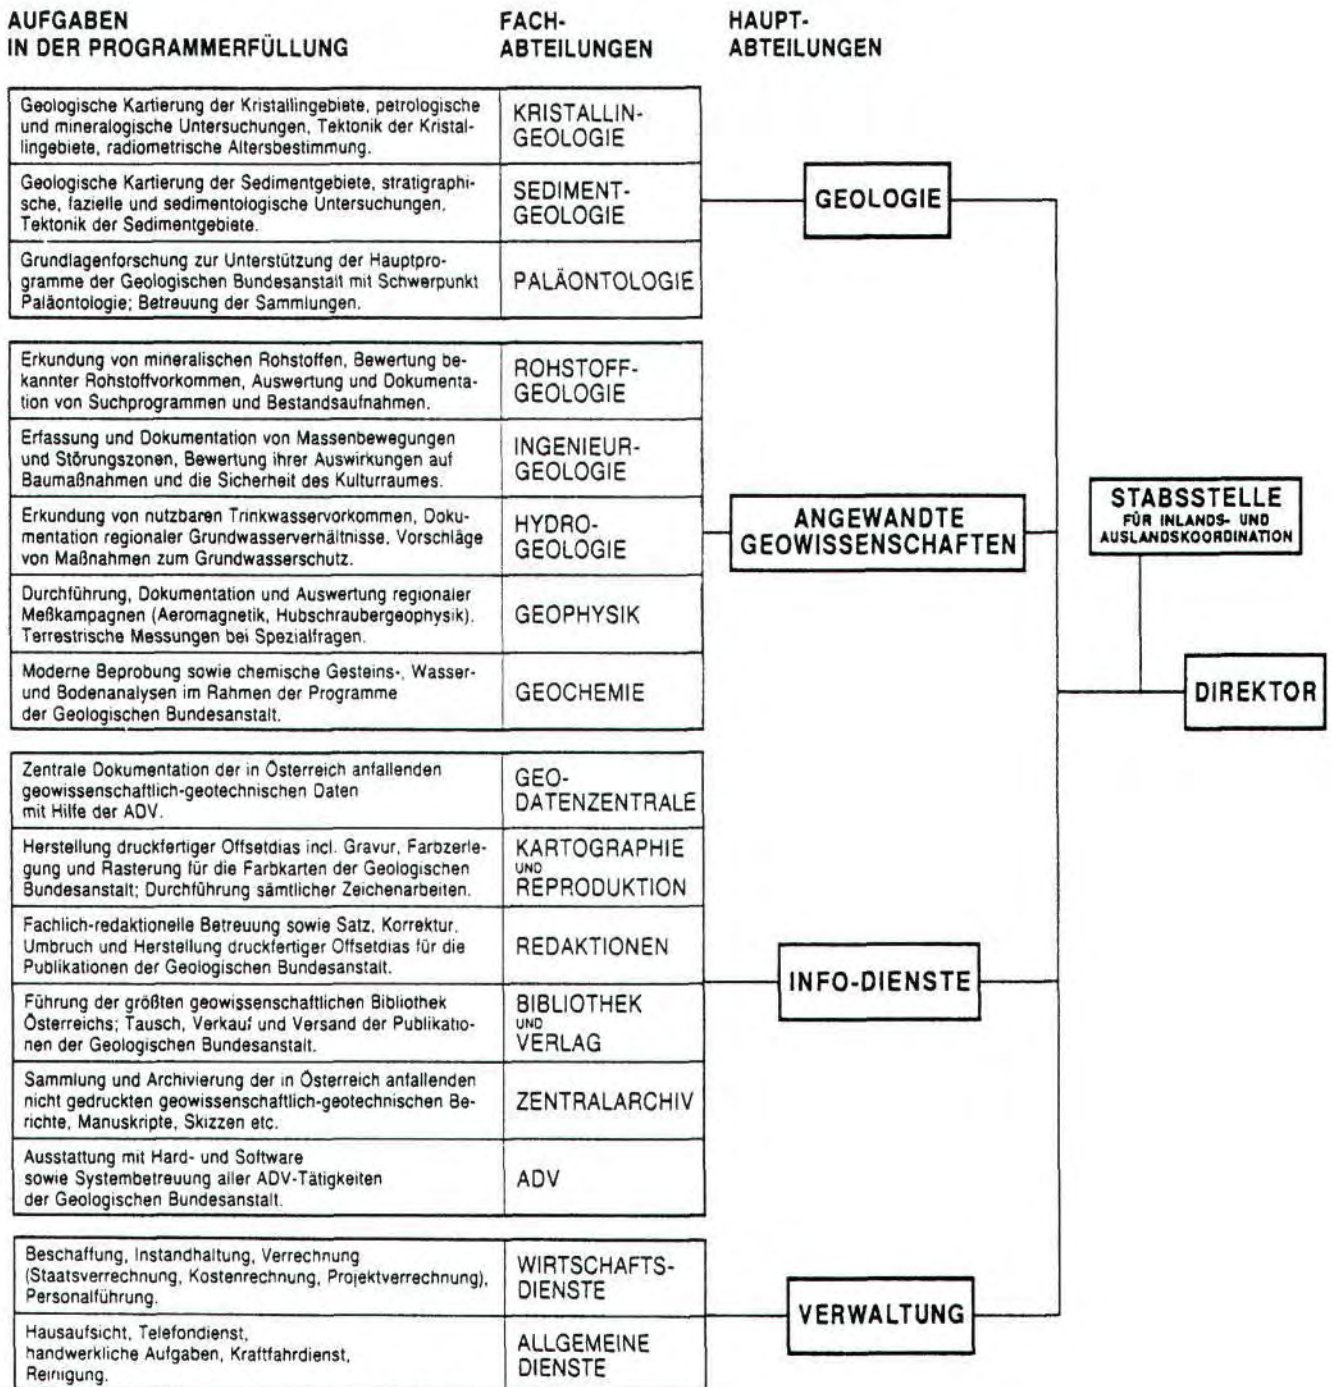 AUFGABEN
IN DER PROGRAMMERFÜLLUNG
FACH-
ABTEILUNGEN
HAUPT-
ABTEILUNGEN
Geologische Kartierung der Kristallingebiete, petrologische
und mineralogische Untersuchungen, Tektonik der Kristal-
lingebiete, radiometrische Altersbestimmung.
KRISTALLIN-
GEOLOGIE
Geologische Kartierung der Sedimentgebiete, stratigraphi-
sche, fazielle und sedimentologische Untersuchungen,
Tektonik der Sedimentgebiete.
SEDIMENT-
GEOLOGIE
Grundlagenforschung zur Unterstützung der Hauptpro-
gramme der Geologischen Bundesanstalt mit Schwerpunkt
Paläontologie; Betreuung der Sammlungen.
PALÄONTOLOGIE
GEOLOGIE
Erkundung von mineralischen Rohstoffen, Bewertung be-
kannter Rohstoffvorkommen, Auswertung und Dokumenta-
tion von Suchprogrammen und Bestandsaufnahmen.
ROHSTOFF-
GEOLOGIE
Erfassung und Dokumentation von Massenbewegungen
und Störungszonen, Bewertung ihrer Auswirkungen auf
Baumaßnahmen und die Sicherheit des Kulturraumes.
INGENIEUR-
GEOLOGIE
Erkundung von nutzbaren Trinkwasservorkommen, Doku-
mentation regionaler Grundwasserverhältnisse, Vorschläge
von Maßnahmen zum Grundwasserschutz.
HYDRO-
GEOLOGIE
Durchführung, Dokumentation und Auswertung regionaler
Meßkampagnen (Aeromagnetik, Hubschraubergeophysik).
Terrestrische Messungen bei Spezialfragen.
GEOPHYSIK
Moderne Beprobung sowie chemische Gesteins-, Wasser-
und Bodenanalysen im Rahmen der Programme
der Geologischen Bundesanstalt.
GEOCHEMIE
ANGEWANDTE
GEOWISSENSCHAFTEN
STABSSTELLE
FÜR INLANDS- UND
AUSLANDSKOORDINATION
DIREKTOR
Zentrale Dokumentation der in Österreich anfallenden
geowissenschaftlich-geotechnischen Daten
mit Hilfe der ADV.
GEO-
DATENZENTRALE
Herstellung druckfertiger Offsetdias incl. Gravur, Farbzerle-
gung und Rasterung für die Farbkarten der Geologischen
Bundesanstalt; Durchführung sämtlicher Zeichenarbeiten.
KARTOGRAPHIE
UND
REPRODUKTION
Fachlich-redaktionelle Betreuung sowie Satz, Korrektur,
Umbruch und Herstellung druckfertiger Offsetdias für die
Publikationen der Geologischen Bundesanstalt.
REDAKTIONEN
Führung der größten geowissenschaftlichen Bibliothek
Österreichs; Tausch, Verkauf und Versand der Publikatio-
nen der Geologischen Bundesanstalt.
BIBLIOTHEK
UND
VERLAG
Sammlung und Archivierung der in Österreich anfallenden
nicht gedruckten geowissenschaftlich-geotechnischen Be-
richte, Manuskripte, Skizzen etc.
ZENTRALARCHIV
Ausstattung mit Hard- und Software
sowie Systembetreuung aller ADV-Tätigkeiten
der Geologischen Bundesanstalt.
ADV
INFO-DIENSTE
Beschaffung, Instandhaltung, Verrechnung
(Staatsverrechnung, Kostenrechnung, Projektverrechnung),
Personalführung.
WIRTSCHAFTS-
DIENSTE
Hausaufsicht, Telefondienst,
handwerkliche Aufgaben, Kraftfahrdienst,
Reinigung.
ALLGEMEINE
DIENSTE
VERWALTUNG